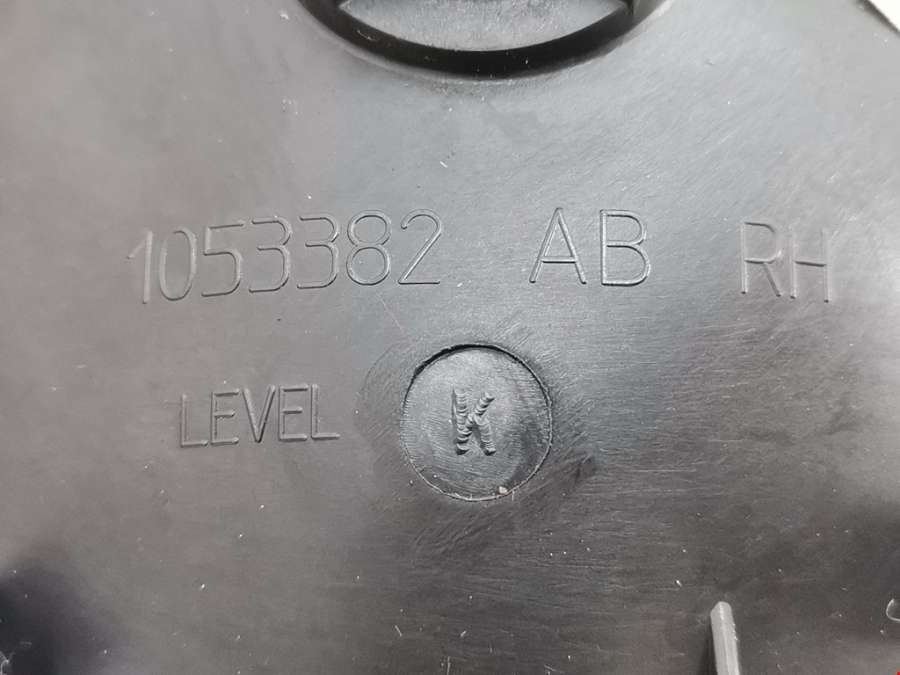 1053382 AB RH
LEVEL K